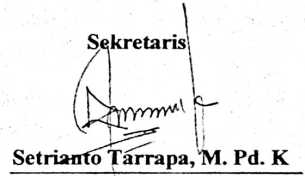 Sekretaris
Setrianto Tarrapa, M. Pd. K